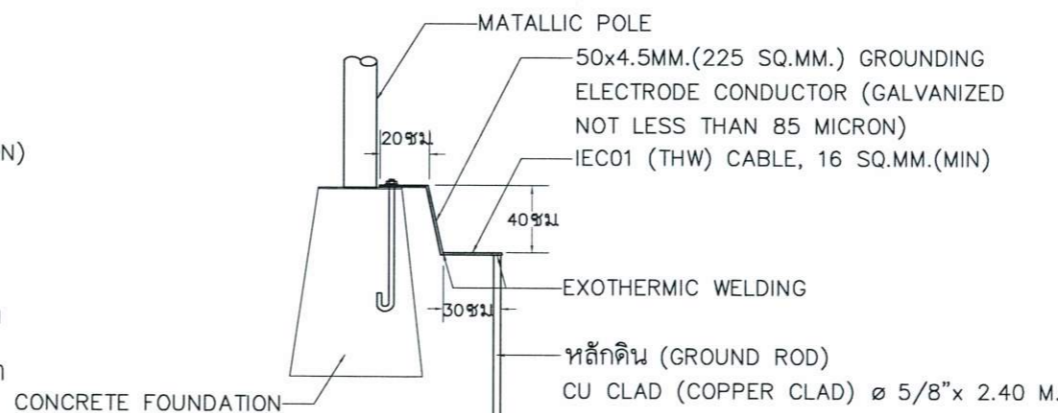 MATALLIC POLE
50x4.5MM.(225 SQ.MM.) GROUNDING
ELECTRODE CONDUCTOR (GALVANIZED
NOT LESS THAN 85 MICRON)
N)
20ซม
IEC01 (THW) CABLE, 16 SQ.MM.(MIN)
40ซม
EXOTHERMIC WELDING
30ซม
หลักดิน (GROUND ROD)
CU CLAD (COPPER CLAD) ø 5/8"x 2.40 M.
CONCRETE FOUNDATION